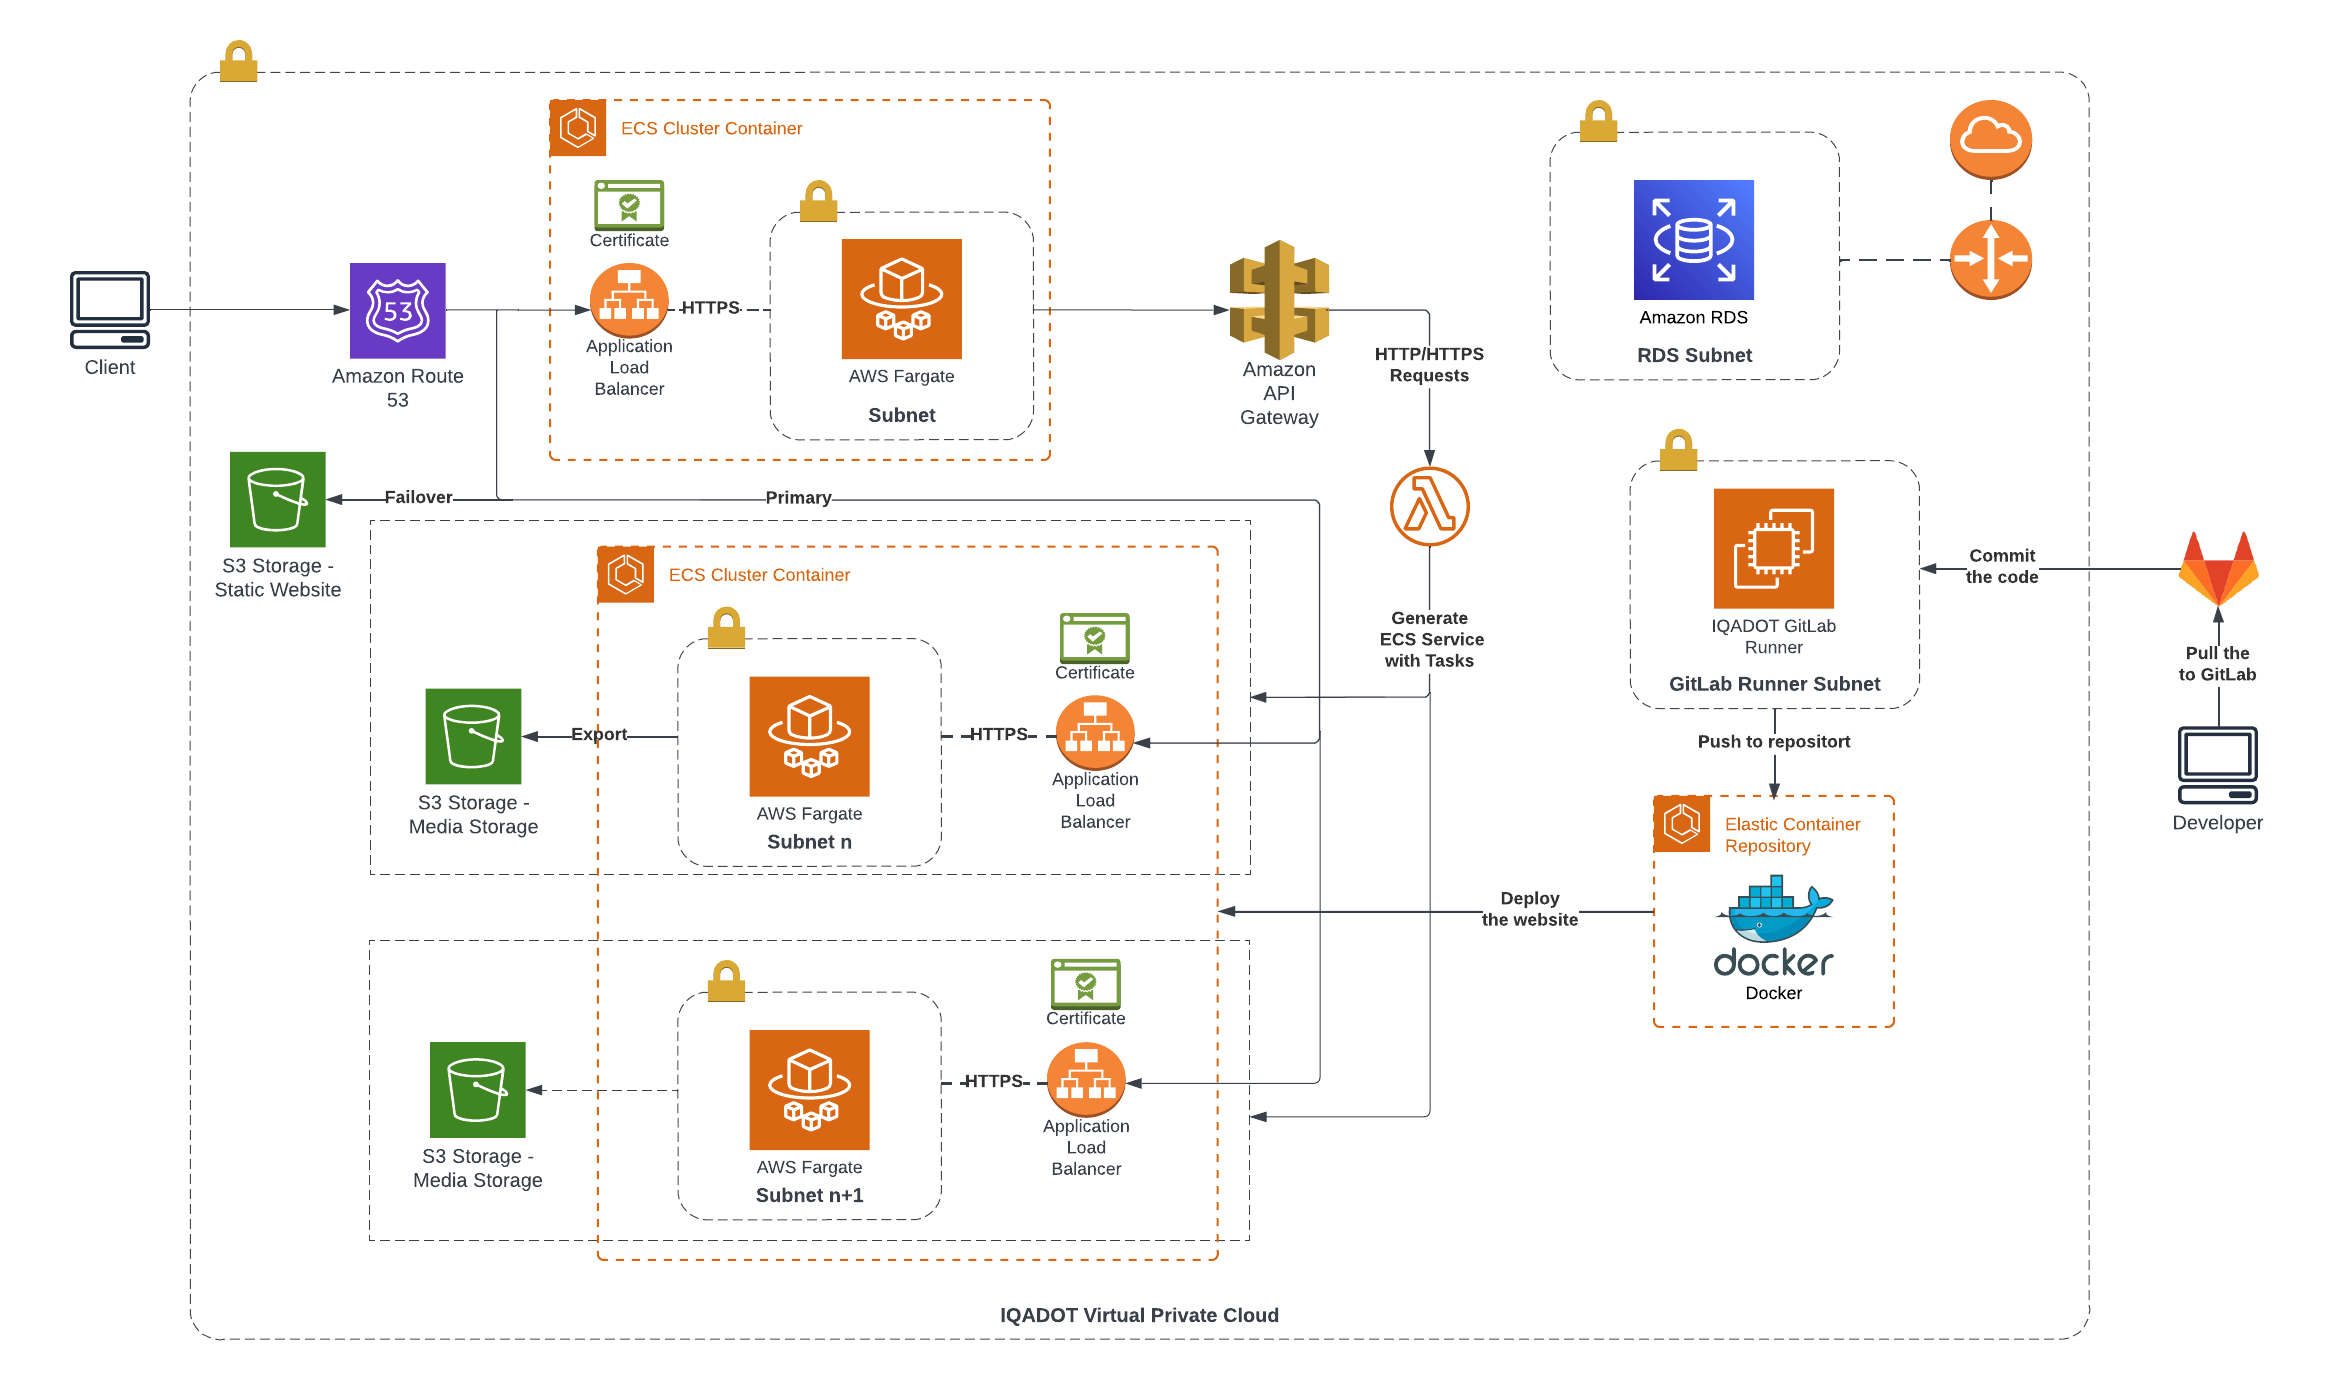 ECS Cluster Container
Certificate
Application
Load
Balancer
HTTPS
AWS Fargate
Subnet
Client
53
Amazon Route
53
Amazon
API
Gateway
HTTP/HTTPS
Requests
Amazon RDS
RDS Subnet
Failover
Primary
S3 Storage -
Static Website
ECS Cluster Container
Certificate
Application
Load
Balancer
HTTPS
AWS Fargate
Subnet n
Export
S3 Storage -
Media Storage
Generate
ECS Service
with Tasks
IQADOT GitLab
Runner
GitLab Runner Subnet
Commit
the code
Pull the
to GitLab
Developer
Push to repositort
Elastic Container
Repository
docker
Docker
Deploy
the website
Certificate
Application
Load
Balancer
HTTPS
AWS Fargate
Subnet n+1
S3 Storage -
Media Storage
IQADOT Virtual Private Cloud